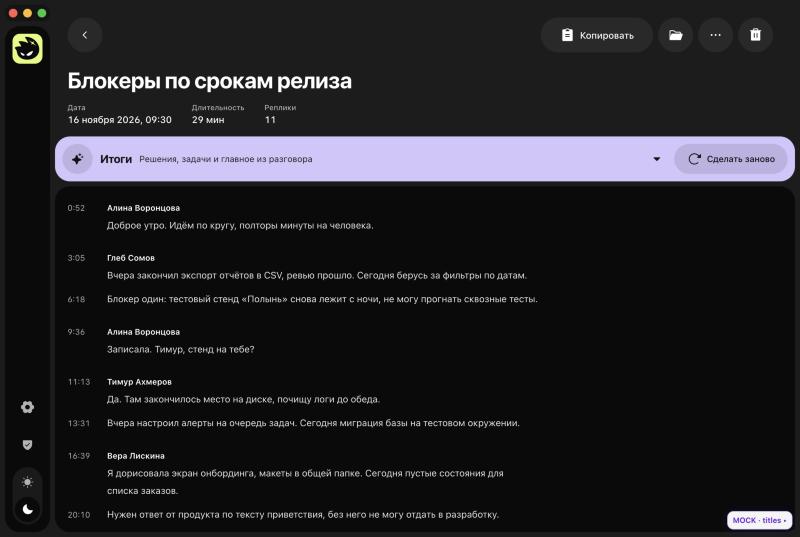 Копировать
Блокеры по срокам релиза
Дата
Длительность
Реплики
16 ноября 2026, 09:30
29 мин
11
Итоги
Решения, задачи и главное из разговора
Сделать заново
0:52
Алина Воронцова
Доброе утро. Идём по кругу, полторы минуты на человека.
3:05
Глеб Сомов
Вчера закончил экспорт отчётов в CSV, ревью прошло. Сегодня берусь за фильтры по датам.
6:18
Блокер один: тестовый стенд «Полынь» снова лежит с ночи, не могу прогнать сквозные тесты.
9:36
Алина Воронцова
Записала. Тимур, стенд на тебе?
11:13
Тимур Ахмеров
Да. Там закончилось место на диске, почищу логи до обеда.
13:31
Вчера настроил алерты на очередь задач. Сегодня миграция базы на тестовом окружении.
16:39
Вера Лискина
Я дорисовала экран онбординга, макеты в общей папке. Сегодня пустые состояния для
списка заказов.
20:10
Нужен ответ от продукта по тексту приветствия, без него не могу отдать в разработку.
МОСК · titles •